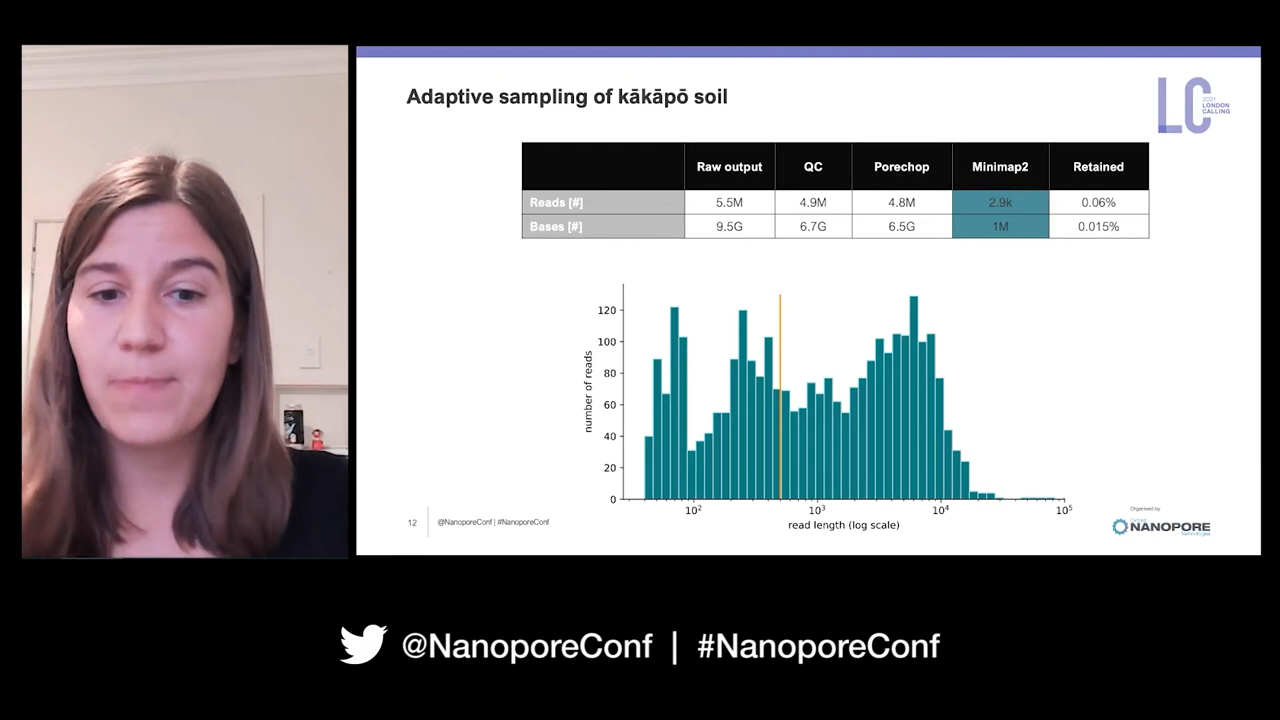 Adaptive sampling of kākāpō soil
LC
2021
LONDON
CALLING
Raw output QC Porechop Minimap2 Retained
Reads [#] 5.5M 4.9M 4.8M 2.9k 0.06%
Bases [#] 9.5G 6.7G 6.5G 1M 0.015%
number of reads
120
100
80
60
40
20
0
10² 10³ 10⁴ 10⁵
read length (log scale)
12 @NanoporeConf | #NanoporeConf
Organised by
NANOPORE
Technologies
@NanoporeConf | #NanoporeConf